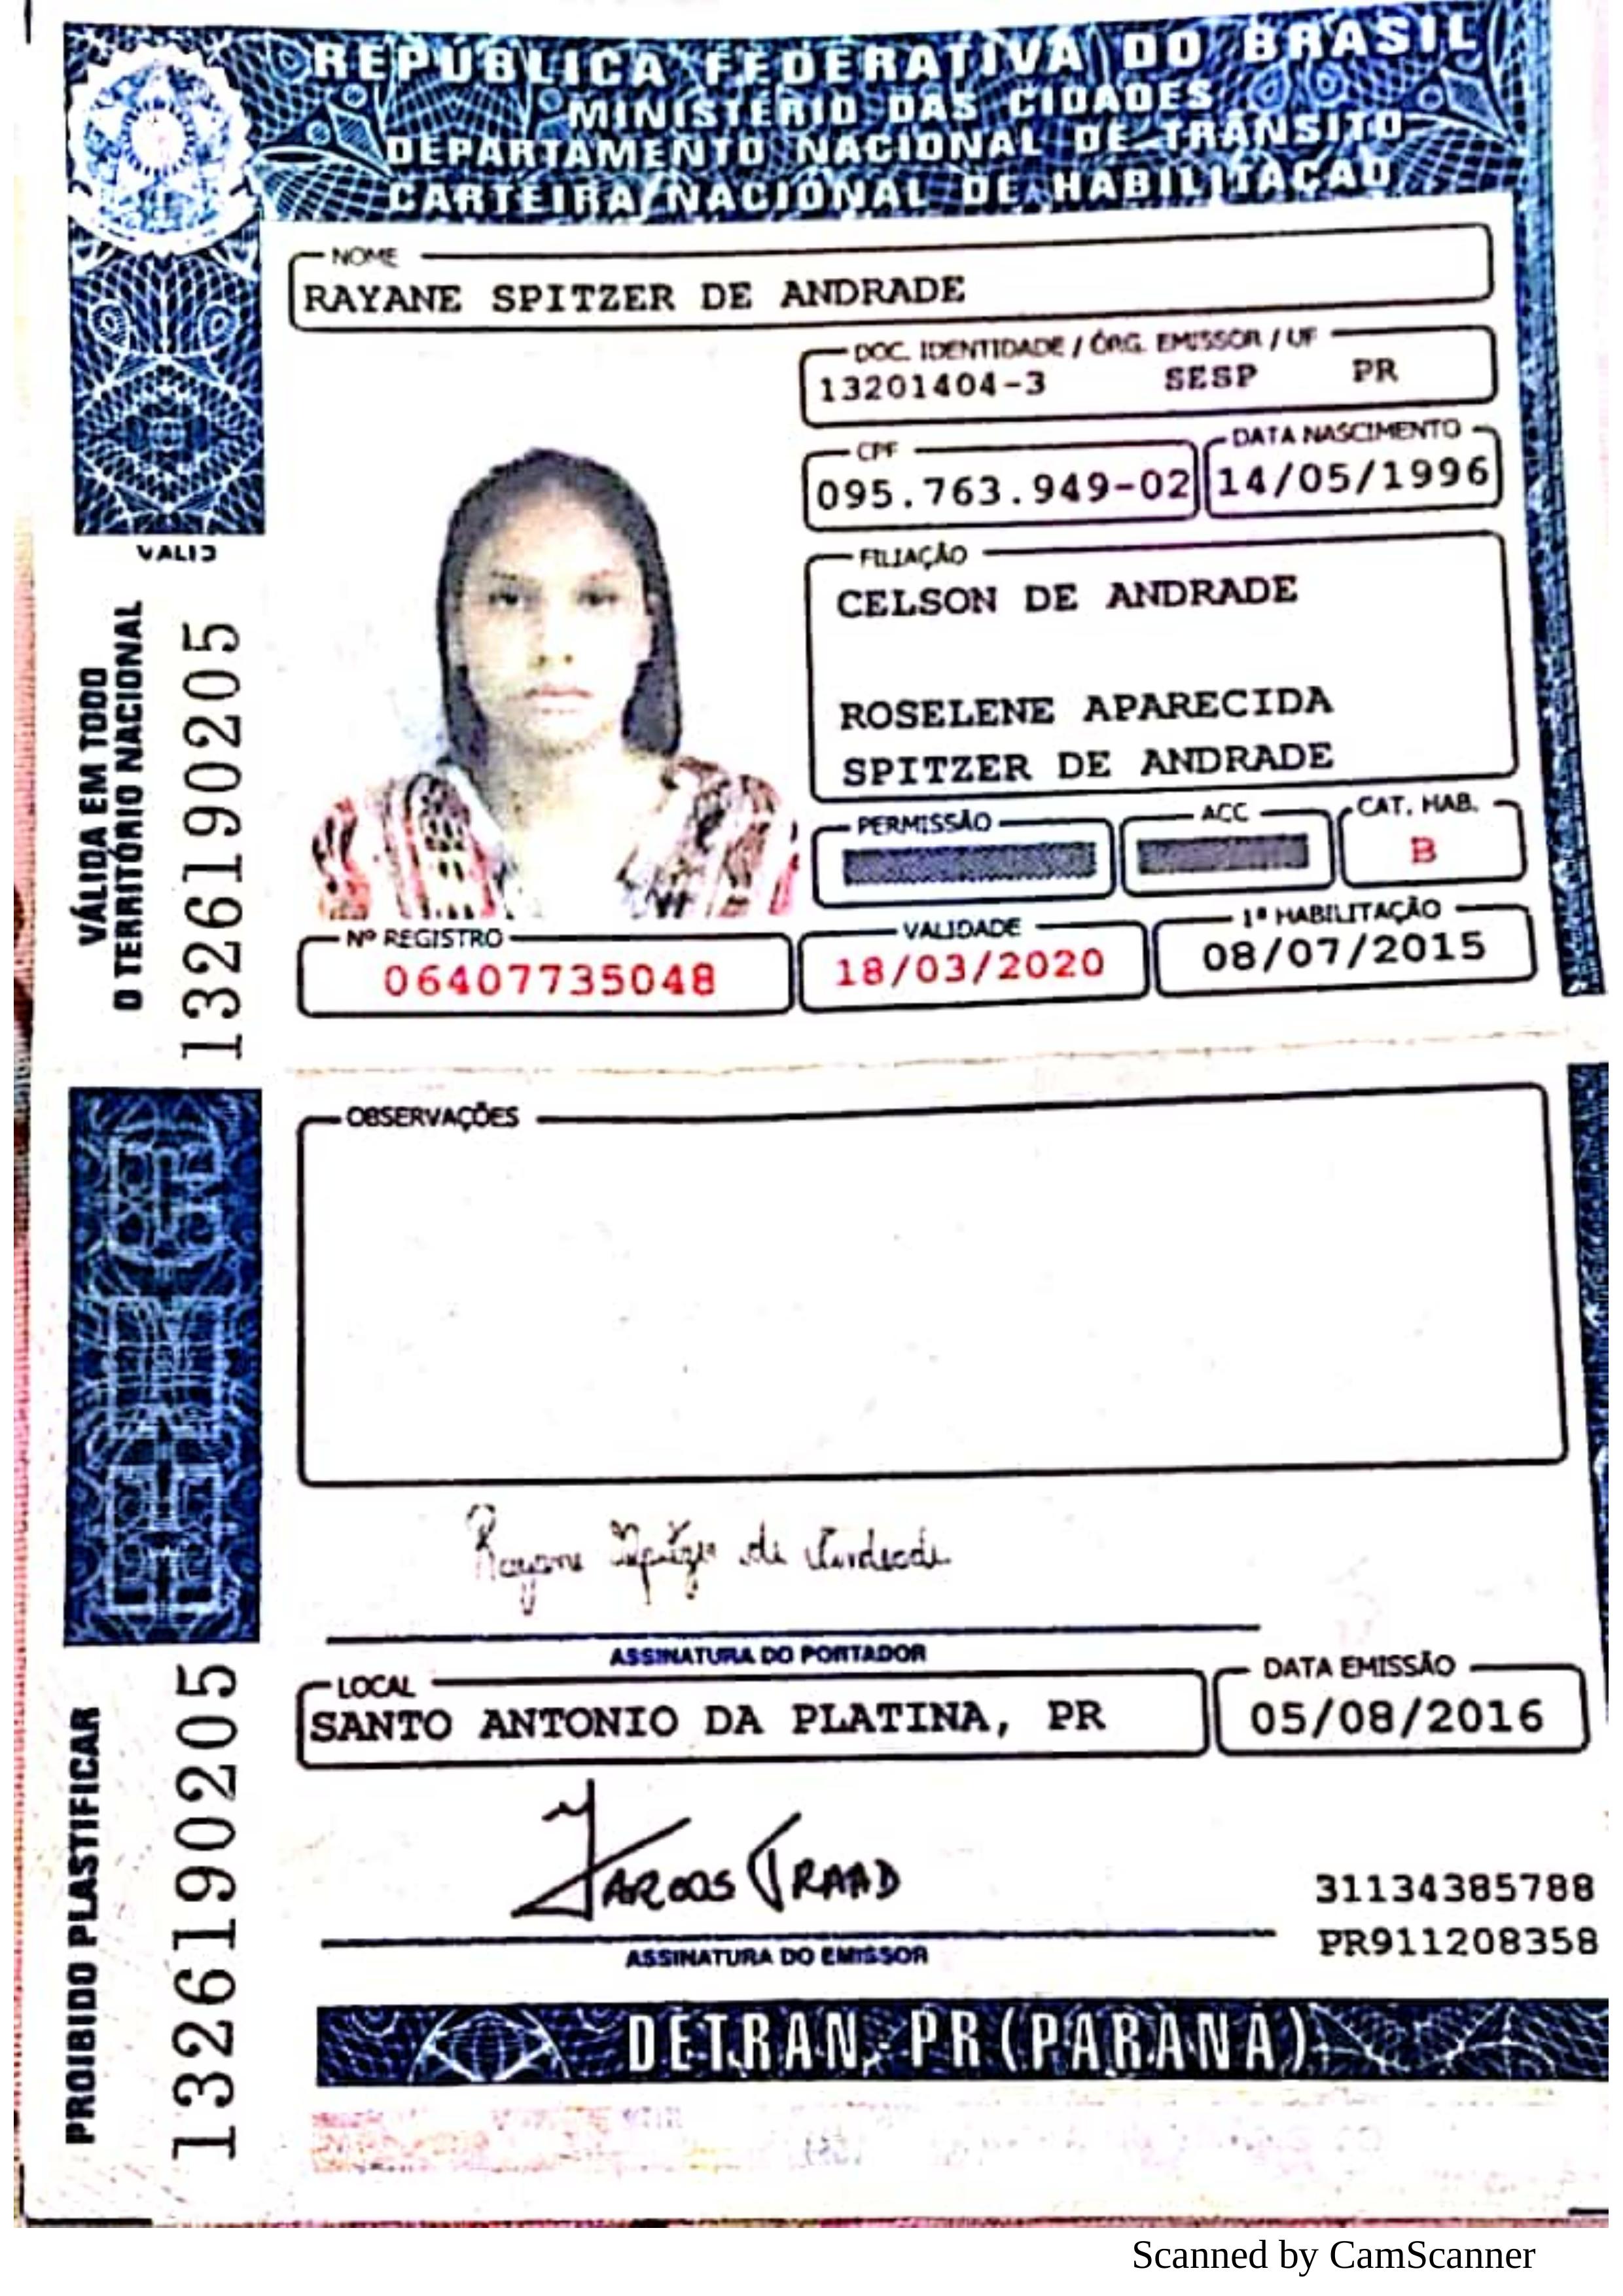 REPÚBLICA FEDERATIVA DO BRASIL
MINISTÉRIO DAS CIDADES
DEPARTAMENTO NACIONAL DE TRÂNSITO
CARTEIRA NACIONAL DE HABILITAÇÃO
NOME
RAYANE SPITZER DE ANDRADE
DOC. IDENTIDADE / ÓRG. EMISSOR / UF
13201404-3 SESP PR
CPF
095.763.949-02
DATA NASCIMENTO
14/05/1996
FILIAÇÃO
CELSON DE ANDRADE
ROSELENE APARECIDA
SPITZER DE ANDRADE
PERMISSÃO
ACC
CAT. HAB.
B
Nº REGISTRO
06407735048
VALIDADE
18/03/2020
1ª HABILITAÇÃO
08/07/2015
VÁLIDA EM TODO
O TERRITÓRIO NACIONAL
1326190205
OBSERVAÇÕES
Rayane Spitzer de Andrade
ASSINATURA DO PORTADOR
LOCAL
SANTO ANTONIO DA PLATINA, PR
DATA EMISSÃO
05/08/2016
ASSINATURA DO EMISSOR
31134385788
PR911208358
PROIBIDO PLASTIFICAR
1326190205
DETRAN-PR (PARANÁ)
Scanned by CamScanner